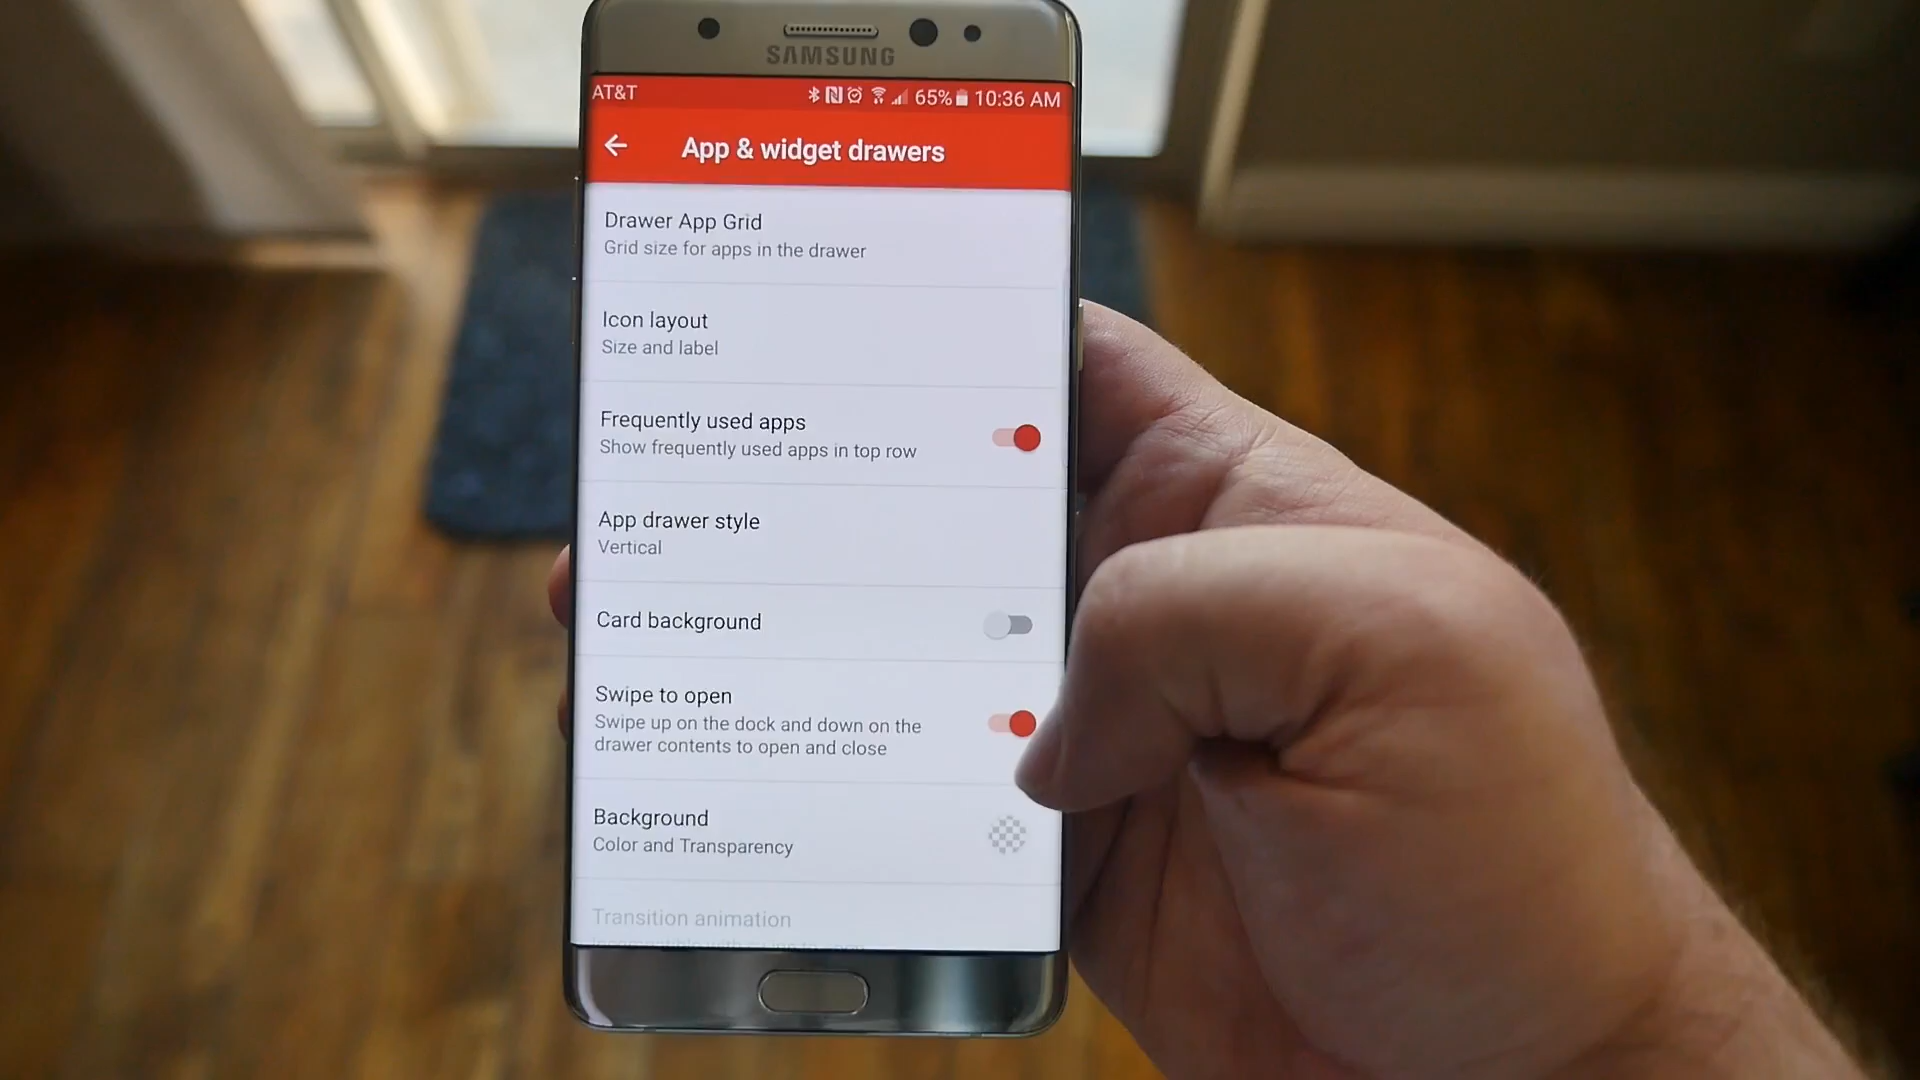 SAMSUNG
AT&T 65% 10:36 AM
App & widget drawers
Drawer App Grid
Grid size for apps in the drawer
Icon layout
Size and label
Frequently used apps
Show frequently used apps in top row
App drawer style
Vertical
Card background
Swipe to open
Swipe up on the dock and down on the
drawer contents to open and close
Background
Color and Transparency
Transition animation